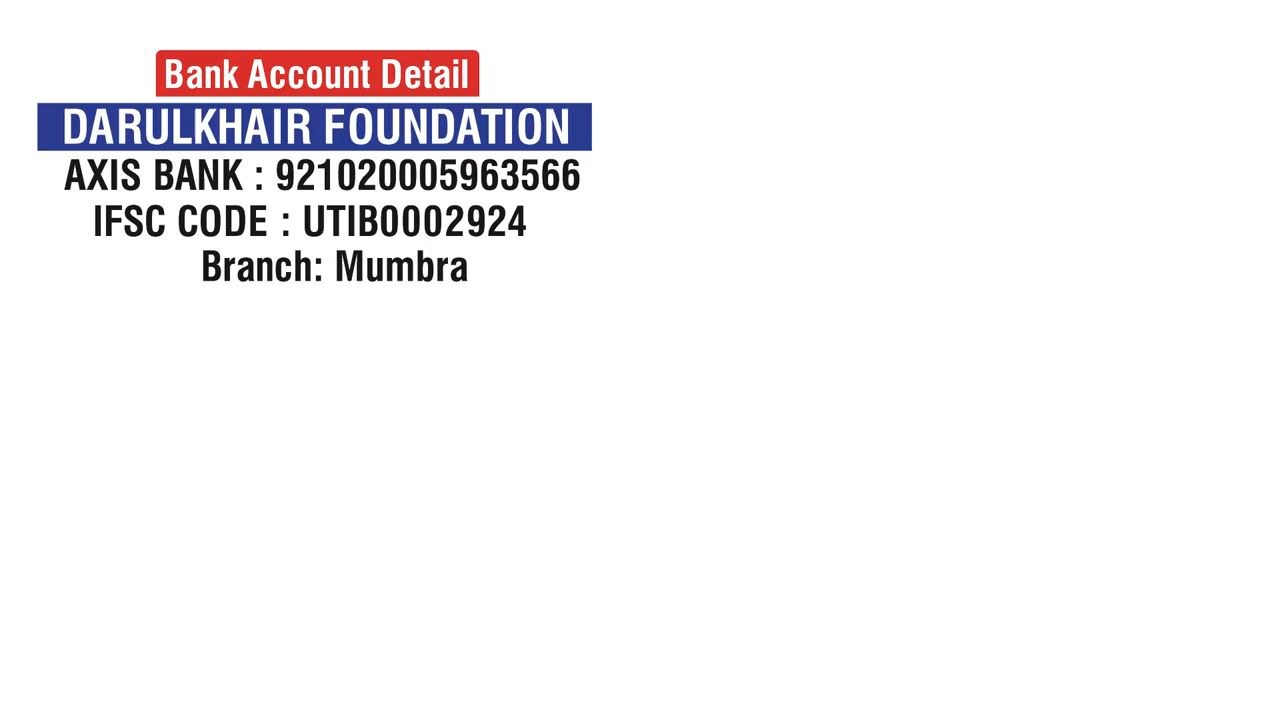 Bank Account Detail
DARULKHAIR FOUNDATION
AXIS BANK : 921020005963566
IFSC CODE : UTIB0002924
Branch: Mumbra